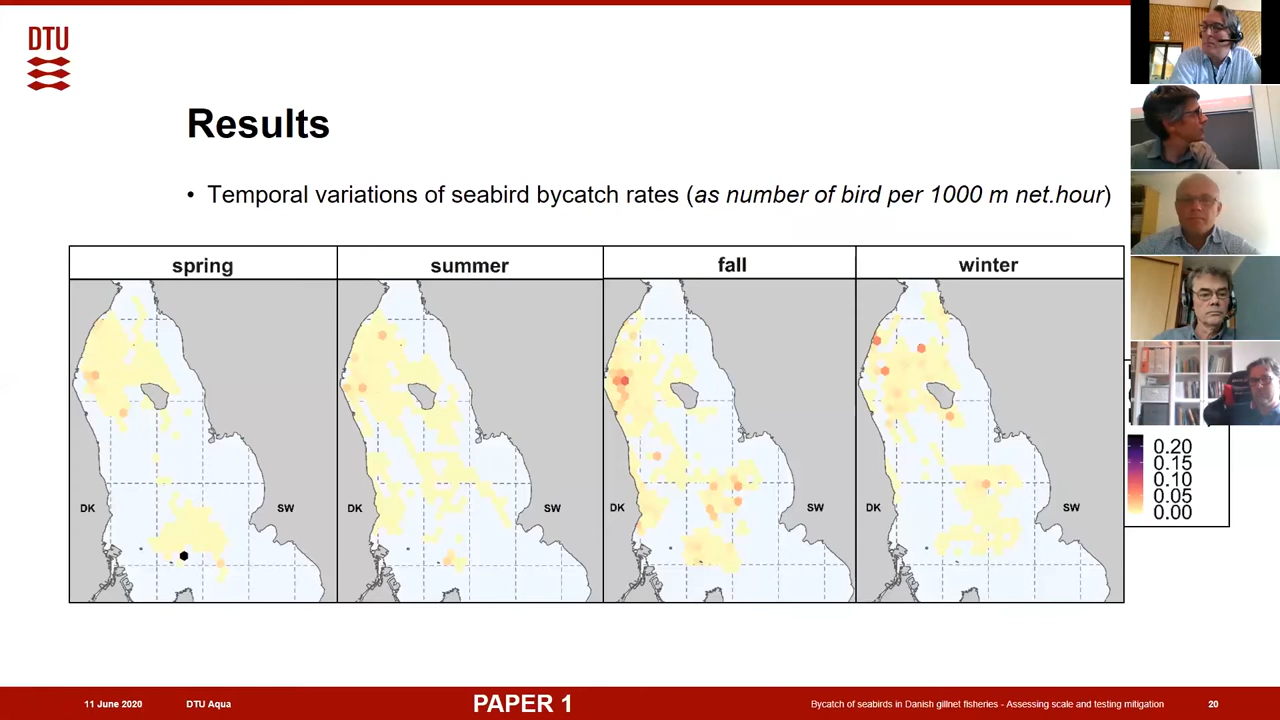 DTU
Results
• Temporal variations of seabird bycatch rates (as number of bird per 1000 m net.hour)
spring summer fall winter
DK SW DK SW DK SW DK SW
0.20
0.15
0.10
0.05
0.00
11 June 2020 DTU Aqua PAPER 1 Bycatch of seabirds in Danish gillnet fisheries - Assessing scale and testing mitigation 20